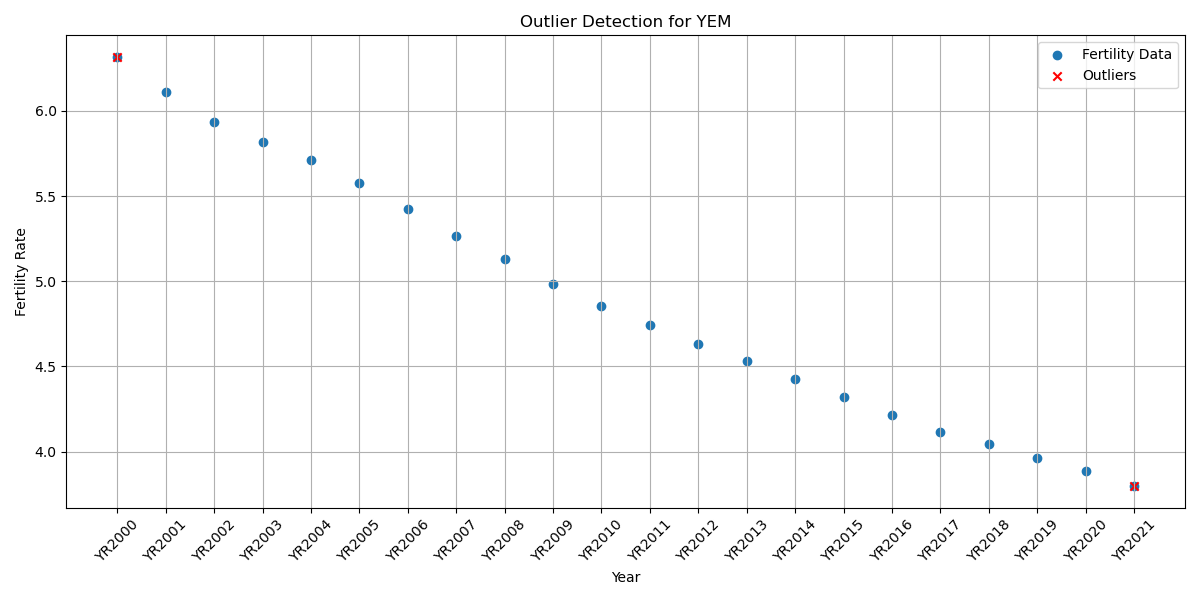 Outlier Detection for YEM
Fertility Data
Outliers
Fertility Rate
6.0
5.5
5.0
4.5
4.0
YR2000
YR2001
YR2002
YR2003
YR2004
YR2005
YR2006
YR2007
YR2008
YR2009
YR2010
YR2011
YR2012
YR2013
YR2014
YR2015
YR2016
YR2017
YR2018
YR2019
YR2020
YR2021
Year